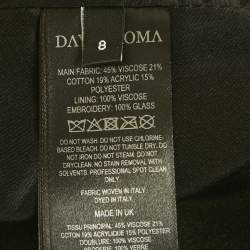 8
MAIN FABRIC: 45% VISCOSE 21%
COTTON 19% ACRYLIC 15%
POLYESTER
LINING: 100% VISCOSE
EMBROIDERY: 100% GLASS
DO NOT WASH. DO NOT USE CHLORINE-
BASED BLEACH. DO NOT TUMBLE DRY. DO
NOT IRON DO NOT STEAM. DO NOT
DRYCLEAN. NO STAIN REMOVAL WITH
SOLVENTS. PROFESSIONAL SPOT CLEAN
ONLY.
FABRIC WOVEN IN ITALY
DYED IN ITALY
MADE IN UK
TISSU PRINCIPAL: 45% VISCOSE 21%
COTON 19% ACRYLIQUE 15% POLYESTER
DOUBLURE: 100% VISCOSE